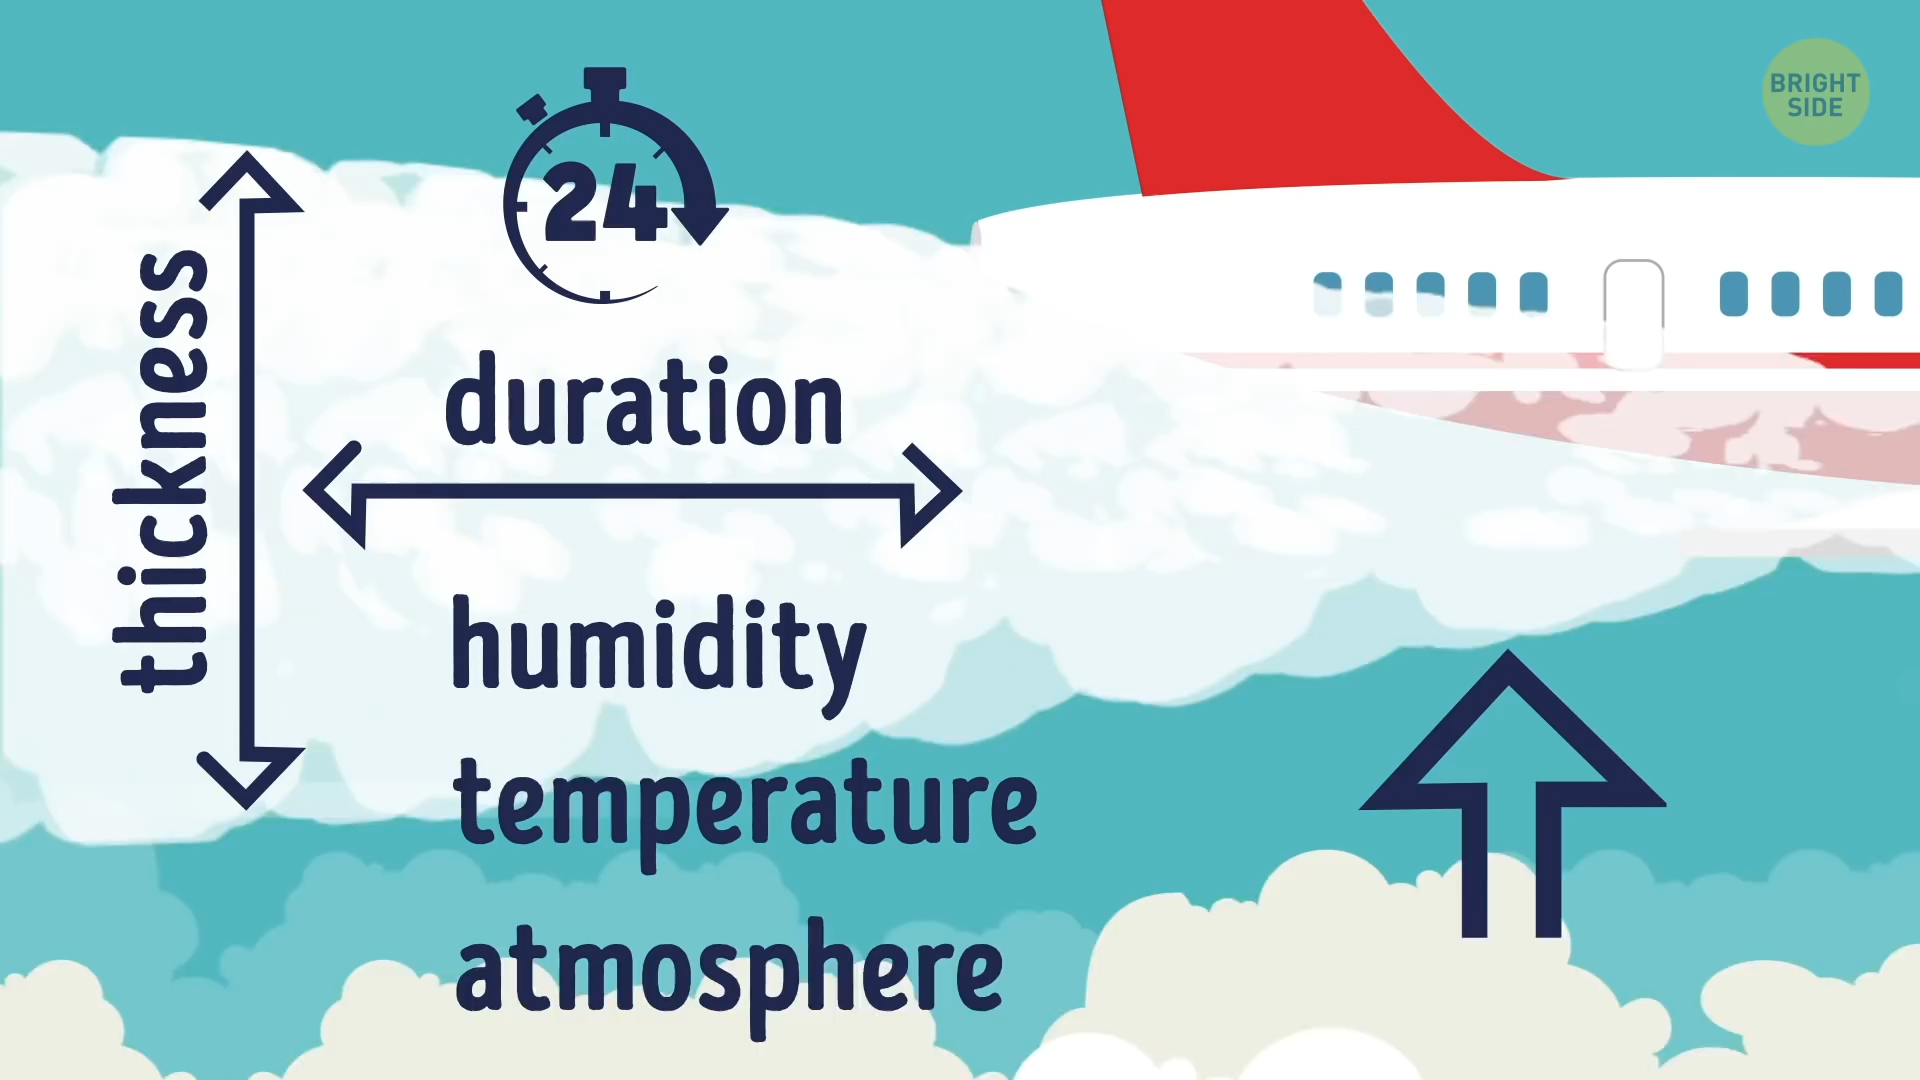 BRIGHT
SIDE
24
thickness
duration
humidity
temperature
atmosphere